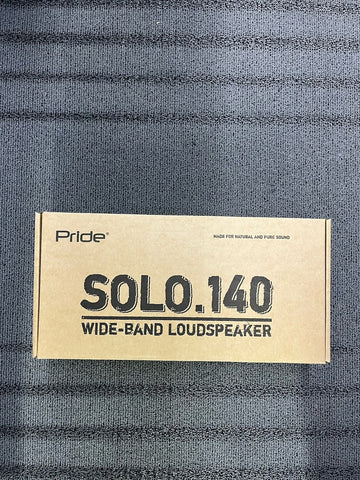 Pride®
MADE FOR NATURAL AND PURE SOUND
SOLO.140
WIDE-BAND LOUDSPEAKER